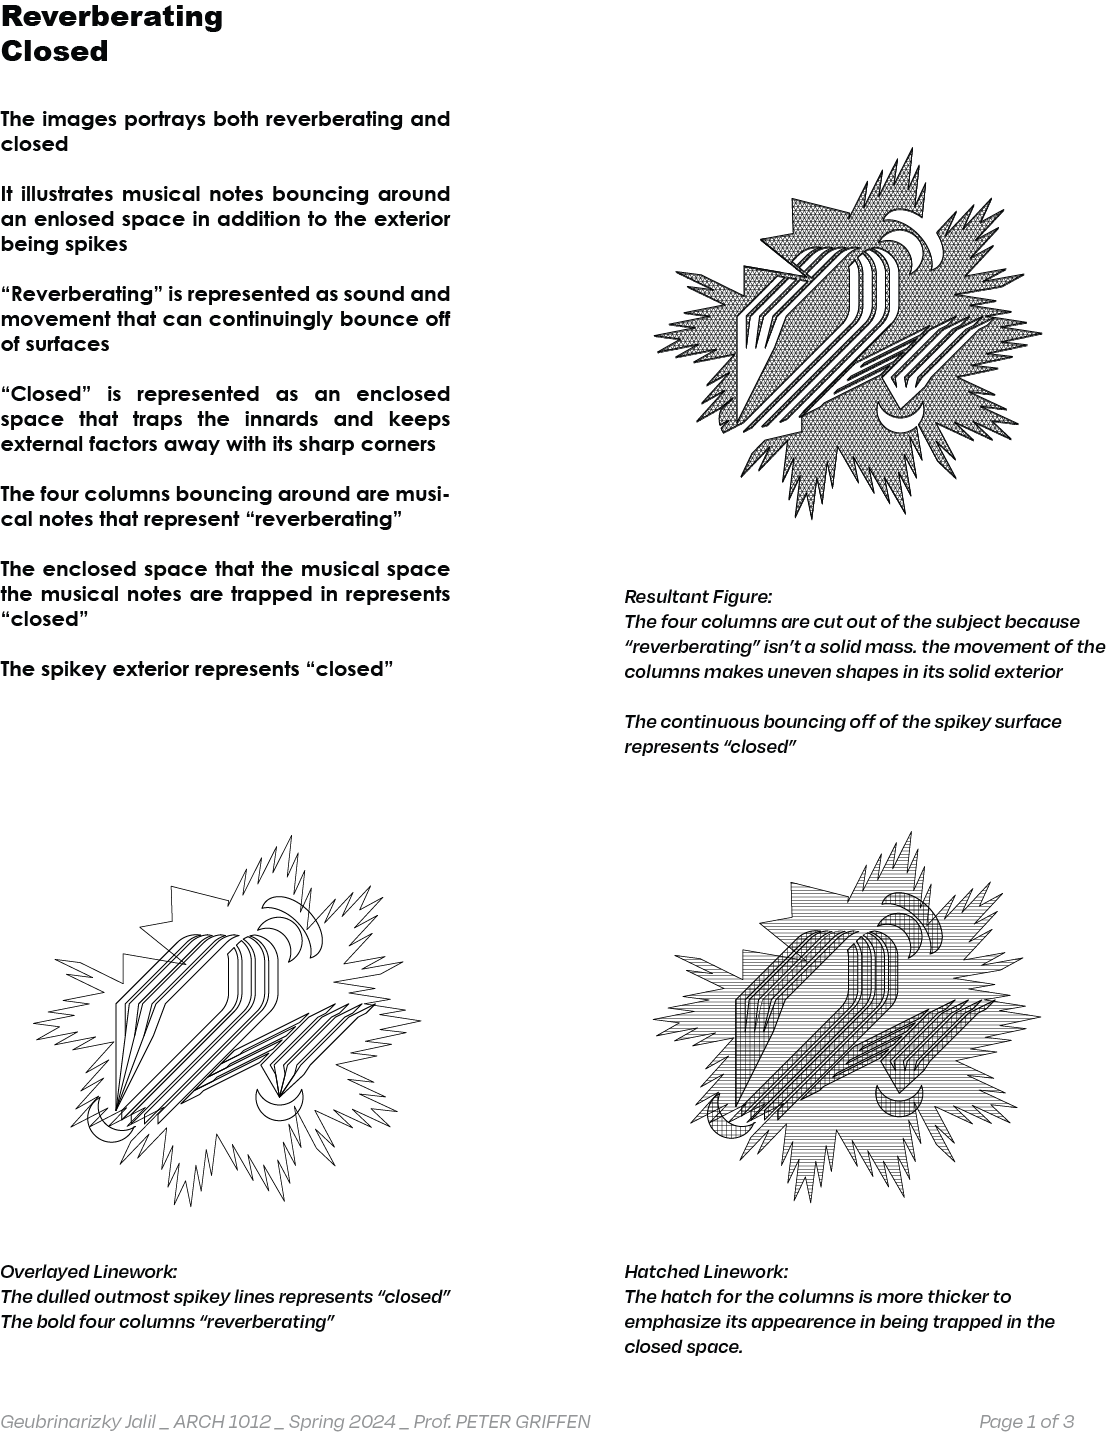 Reverberating
Closed
The images portrays both reverberating and
closed
It illustrates musical notes bouncing around
an enlosed space in addition to the exterior
being spikes
“Reverberating” is represented as sound and
movement that can continuingly bounce off
of surfaces
“Closed” is represented as an enclosed
space that traps the innards and keeps
external factors away with its sharp corners
The four columns bouncing around are musi-
cal notes that represent “reverberating”
The enclosed space that the musical space
the musical notes are trapped in represents
“closed”
The spikey exterior represents “closed”
Resultant Figure:
The four columns are cut out of the subject because
“reverberating” isn’t a solid mass. the movement of the
columns makes uneven shapes in its solid exterior
The continuous bouncing off of the spikey surface
represents “closed”
Overlayed Linework:
The dulled outmost spikey lines represents “closed”
The bold four columns “reverberating”
Hatched Linework:
The hatch for the columns is more thicker to
emphasize its appearence in being trapped in the
closed space.
Geubrinarizky Jalil _ ARCH 1012 _ Spring 2024 _ Prof. PETER GRIFFEN
Page 1 of 3